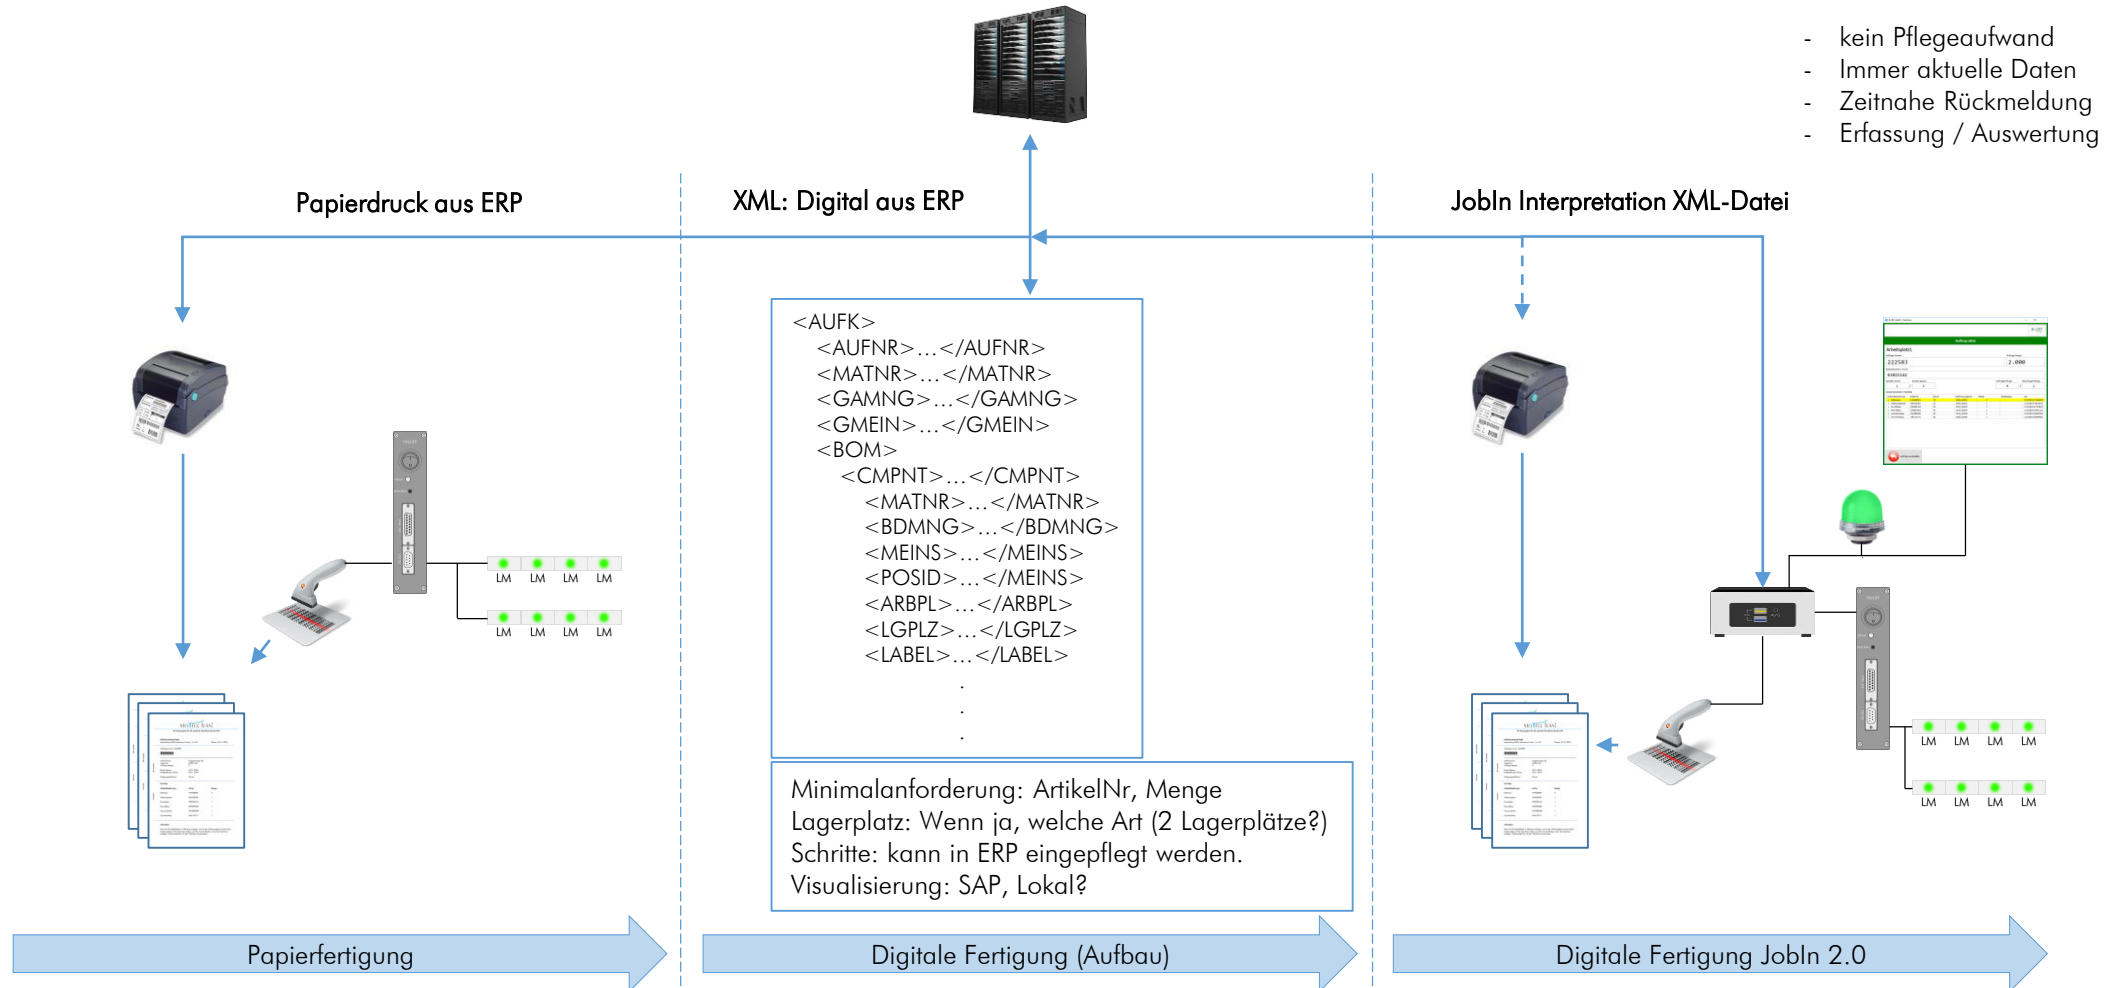 - kein Pflegeaufwand
- Immer aktuelle Daten
- Zeitnahe Rückmeldung
- Erfassung / Auswertung
Papierdruck aus ERP
XML: Digital aus ERP
JobIn Interpretation XML-Datei
<AUFK>
<AUFNR>...</AUFNR>
<MATNR>...</MATNR>
<GAMNG>...</GAMNG>
<GMEIN>...</GMEIN>
<BOM>
<CMPNT>...</CMPNT>
<MATNR>...</MATNR>
<BDMNG>...</BDMNG>
<MEINS>...</MEINS>
<POSID>...</MEINS>
<ARBPL>...</ARBPL>
<LGPLZ>...</LGPLZ>
<LABEL>...</LABEL>
.
.
.
Minimalanforderung: ArtikelNr, Menge
Lagerplatz: Wenn ja, welche Art (2 Lagerplätze?)
Schritte: kann in ERP eingepflegt werden.
Visualisierung: SAP, Lokal?
LM LM LM LM
LM LM LM LM
222583
2.000
LM LM LM LM
LM LM LM LM
Papierfertigung
Digitale Fertigung (Aufbau)
Digitale Fertigung JobIn 2.0